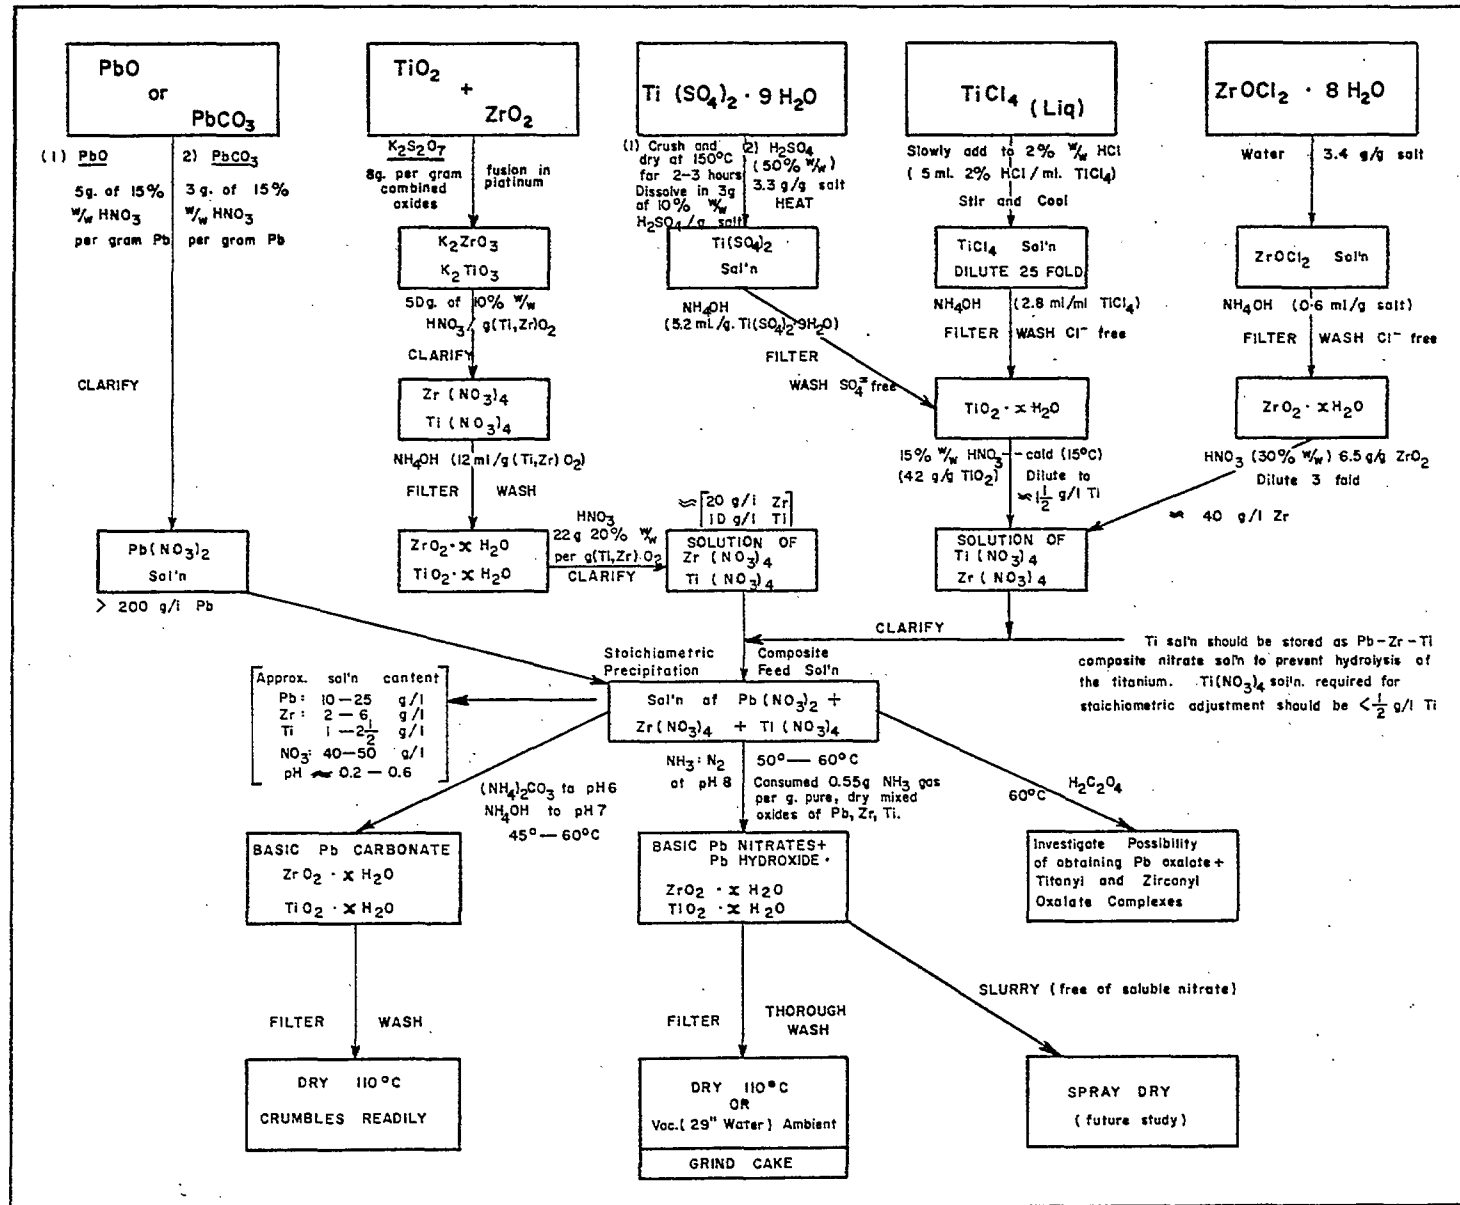 PbO
or
PbCO3
TiO2
+
ZrO2
Ti (SO4)2 · 9 H2O
TiCl4 (Liq)
ZrOCl2 · 8 H2O
(1) PbO
5g. of 15%
w/w HNO3
per gram Pb
2) PbCO3
3 g. of 15%
w/w HNO3
per gram Pb
K2S2O7
8g. per gram
combined
oxides
fusion in
platinum
(1) Crush and
dry at 150°C
for 2-3 hours
Dissolve in 3g
of 10% w/w
H2SO4/g salt
2) H2SO4
(50% w/w)
3.3 g/g salt
HEAT
Slowly add to 2% w/w HCl
(5 ml. 2% HCl/ml. TiCl4)
Stir and Cool
Water 3.4 g/g salt
K2ZrO3
K2TiO3
Ti(SO4)2
Sol'n
TiCl4 Sol'n
DILUTE 25 FOLD
ZrOCl2 Sol'n
50g. of 10% w/w
HNO3/g(Ti,Zr)O2
CLARIFY
NH4OH
(5.2 ml/g. Ti(SO4)2·9H2O)
FILTER
WASH SO4= free
NH4OH (2.8 ml/ml TiCl4)
FILTER WASH Cl- free
NH4OH (0.6 ml/g salt)
FILTER WASH Cl- free
CLARIFY
Zr (NO3)4
Ti (NO3)4
TiO2 · xH2O
ZrO2 · xH2O
NH4OH (12 ml/g (Ti,Zr) O2)
FILTER WASH
15% w/w HNO3 — cold (15°C)
(42 g/g TiO2) Dilute to
≈ 1 1/2 g/l Ti
HNO3 (30% w/w) 6.5 g/g ZrO2
Dilute 3 fold
≈ 40 g/l Zr
≈ [20 g/l Zr
10 g/l Ti]
Pb(NO3)2
Sol'n
> 200 g/l Pb
ZrO2 · x H2O
TiO2 · x H2O
HNO3
22g 20% w/w
per g(Ti,Zr)O2
CLARIFY
SOLUTION OF
Zr (NO3)4
Ti (NO3)4
SOLUTION OF
Ti (NO3)4
Zr (NO3)4
CLARIFY
Ti sol'n should be stored as Pb-Zr-Ti
composite nitrate sol'n to prevent hydrolysis of
the titanium. Ti(NO3)4 sol'n. required for
stoichiometric adjustment should be < 1/2 g/l Ti
Stoichiometric
Precipitation
Composite
Feed Sol'n
Approx. sol'n content
Pb: 10-25 g/l
Zr: 2-6 g/l
Ti 1-2 1/2 g/l
NO3: 40-50 g/l
pH ≈ 0.2-0.6
Sol'n of Pb(NO3)2 +
Zr(NO3)4 + Ti(NO3)4
(NH4)2CO3 to pH6
NH4OH to pH7
45° — 60°C
NH3:N2
at pH8
50° — 60°C
Consumed 0.55g NH3 gas
per g. pure, dry mixed
oxides of Pb, Zr, Ti.
H2C2O4
60°C
BASIC Pb CARBONATE
ZrO2 · x H2O
TiO2 · x H2O
BASIC Pb NITRATES +
Pb HYDROXIDE ·
ZrO2 · x H2O
TiO2 · x H2O
Investigate Possibility
of obtaining Pb oxalate +
Titanyl and Zirconyl
Oxalate Complexes
FILTER WASH
FILTER THOROUGH
WASH
SLURRY (free of soluble nitrate)
DRY 110°C
CRUMBLES READILY
DRY 110°C
OR
Vac.(29" Water) Ambient
GRIND CAKE
SPRAY DRY
(future study)